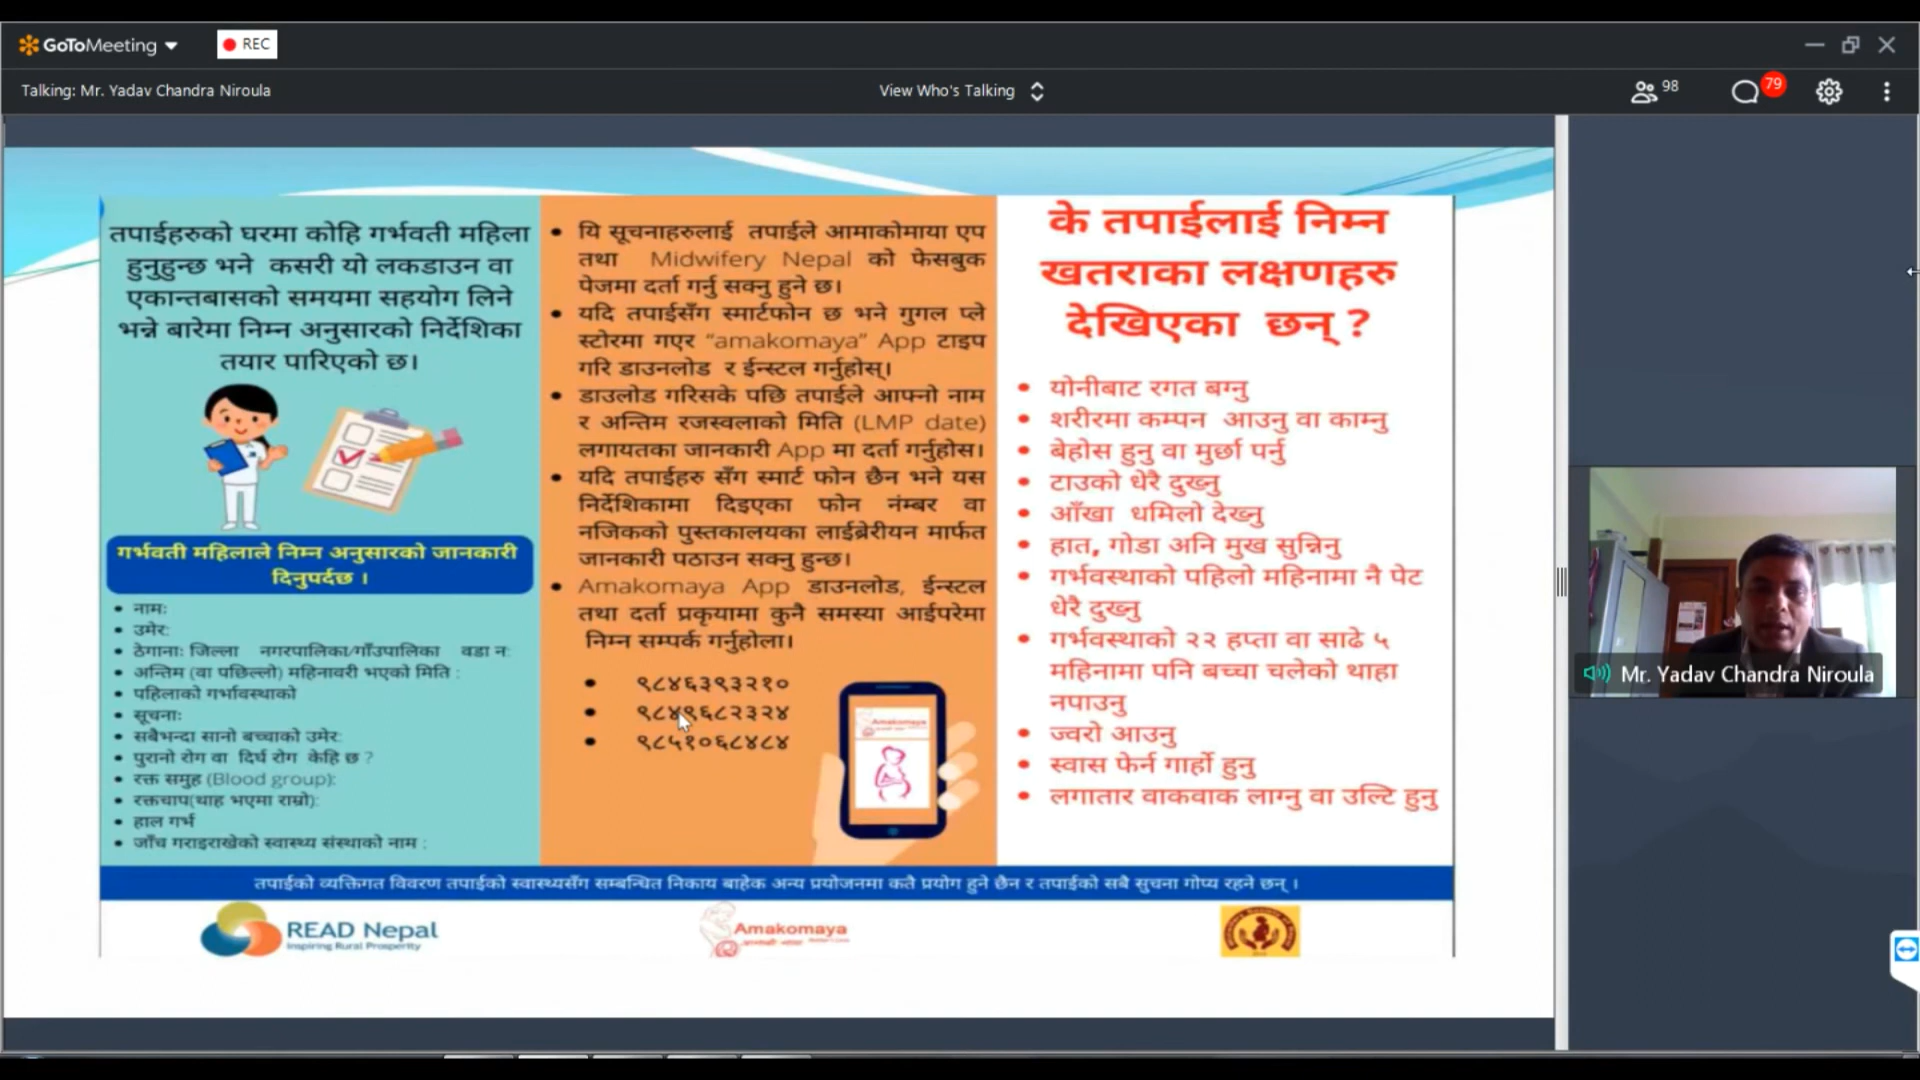 GoToMeeting
REC
Talking: Mr. Yadav Chandra Niroula
View Who's Talking
98
79
तपाईहरुको घरमा कोहि गर्भवती महिला
हुनुहुन्छ भने कसरी यो लकडाउन वा
एकान्तबासको समयमा सहयोग लिने
भन्ने बारेमा निम्न अनुसारको निर्देशिका
तयार पारिएको छ।
गर्भवती महिलाले निम्न अनुसारको जानकारी
दिनुपर्दछ ।
• नामः
• उमेर:
• ठेगानाः जिल्ला नगरपालिका/गाँउपालिका वडा न:
• अन्तिम (वा पछिल्लो) महिनावरी भएको मिति :
• पहिलाको गर्भावस्थाको
• सूचनाः
• सबैभन्दा सानो बच्चाको उमेर:
• पुरानो रोग वा दिर्घ रोग केहि छ ?
• रक्त समुह (Blood group):
• रक्तचाप(थाह भएमा राम्रो):
• हाल गर्भ
• जाँच गराइराखेको स्वास्थ्य संस्थाको नाम :
• यि सूचनाहरुलाई तपाईले आमाकोमाया एप
तथा Midwifery Nepal को फेसबुक
पेजमा दर्ता गर्नु सक्नु हुने छ।
• यदि तपाईसँग स्मार्टफोन छ भने गुगल प्ले
स्टोरमा गएर “amakomaya” App टाइप
गरि डाउनलोड र ईन्स्टल गर्नुहोस्।
• डाउलोड गरिसके पछि तपाईले आफ्नो नाम
र अन्तिम रजस्वलाको मिति (LMP date)
लगायतका जानकारी App मा दर्ता गर्नुहोस।
• यदि तपाईहरु सँग स्मार्ट फोन छैन भने यस
निर्देशिकामा दिइएका फोन नंम्बर वा
नजिकको पुस्तकालयका लाईब्रेरीयन मार्फत
जानकारी पठाउन सक्नु हुन्छ।
• Amakomaya App डाउनलोड, ईन्स्टल
तथा दर्ता प्रकृयामा कुनै समस्या आईपरेमा
निम्न सम्पर्क गर्नुहोला।
• ९८४६३९३२१०
• ९८४९६८२३२४
• ९८५१०६८४८४
Amakomaya
के तपाईलाई निम्न
खतराका लक्षणहरु
देखिएका छन् ?
• योनीबाट रगत बग्नु
• शरीरमा कम्पन आउनु वा काम्नु
• बेहोस हुनु वा मुर्छा पर्नु
• टाउको धेरै दुख्नु
• आँखा धमिलो देख्नु
• हात, गोडा अनि मुख सुन्निनु
• गर्भवस्थाको पहिलो महिनामा नै पेट
धेरै दुख्नु
• गर्भवस्थाको २२ हप्ता वा साढे ५
महिनामा पनि बच्चा चलेको थाहा
नपाउनु
• ज्वरो आउनु
• स्वास फेर्न गार्हो हुनु
• लगातार वाकवाक लाग्नु वा उल्टि हुनु
तपाईको व्यक्तिगत विवरण तपाईको स्वास्थ्यसँग सम्बन्धित निकाय बाहेक अन्य प्रयोजनमा कतै प्रयोग हुने छैन र तपाईको सबै सुचना गोप्य रहने छन् ।
READ Nepal
Inspiring Rural Prosperity
Amakomaya
Mr. Yadav Chandra Niroula